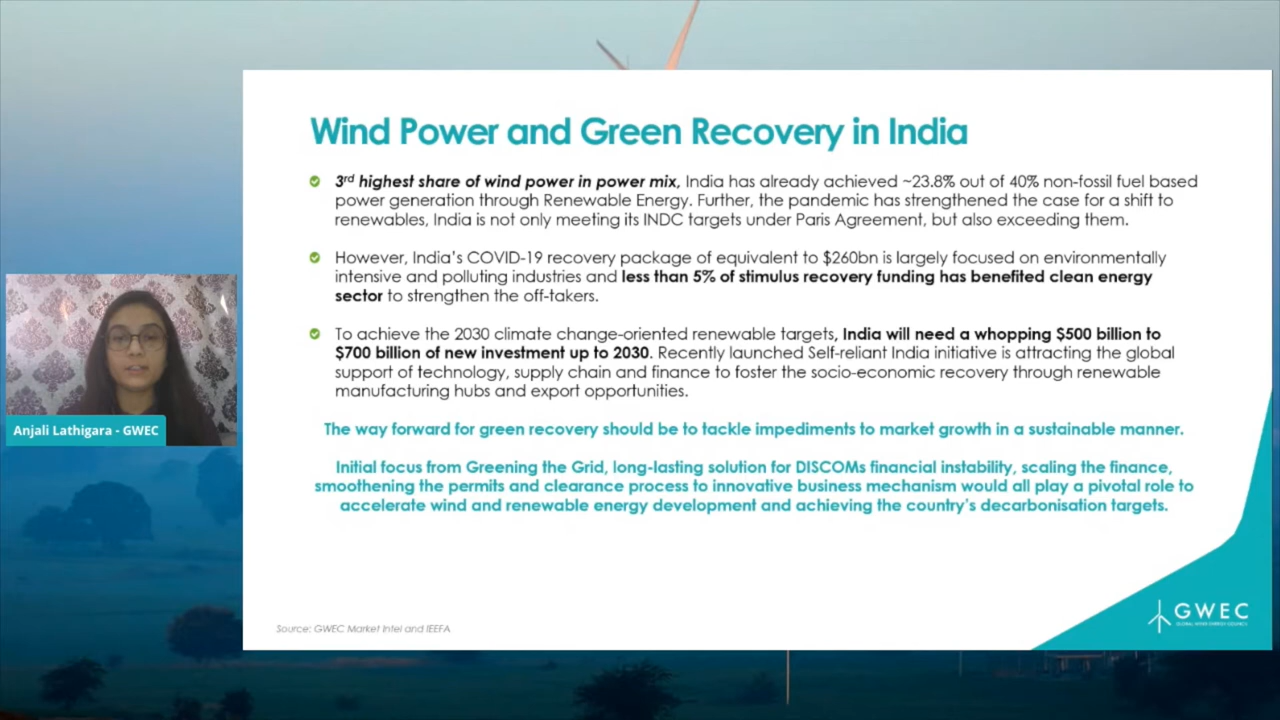 Wind Power and Green Recovery in India
3rd highest share of wind power in power mix, India has already achieved ~23.8% out of 40% non-fossil fuel based
power generation through Renewable Energy. Further, the pandemic has strengthened the case for a shift to
renewables, India is not only meeting its INDC targets under Paris Agreement, but also exceeding them.
However, India's COVID-19 recovery package of equivalent to $260bn is largely focused on environmentally
intensive and polluting industries and less than 5% of stimulus recovery funding has benefited clean energy
sector to strengthen the off-takers.
To achieve the 2030 climate change-oriented renewable targets, India will need a whopping $500 billion to
$700 billion of new investment up to 2030. Recently launched Self-reliant India initiative is attracting the global
support of technology, supply chain and finance to foster the socio-economic recovery through renewable
manufacturing hubs and export opportunities.
The way forward for green recovery should be to tackle impediments to market growth in a sustainable manner.
Initial focus from Greening the Grid, long-lasting solution for DISCOMs financial instability, scaling the finance,
smoothening the permits and clearance process to innovative business mechanism would all play a pivotal role to
accelerate wind and renewable energy development and achieving the country's decarbonisation targets.
Anjali Lathigara - GWEC
Source: GWEC Market Intel and IEEFA
GWEC
GLOBAL WIND ENERGY COUNCIL